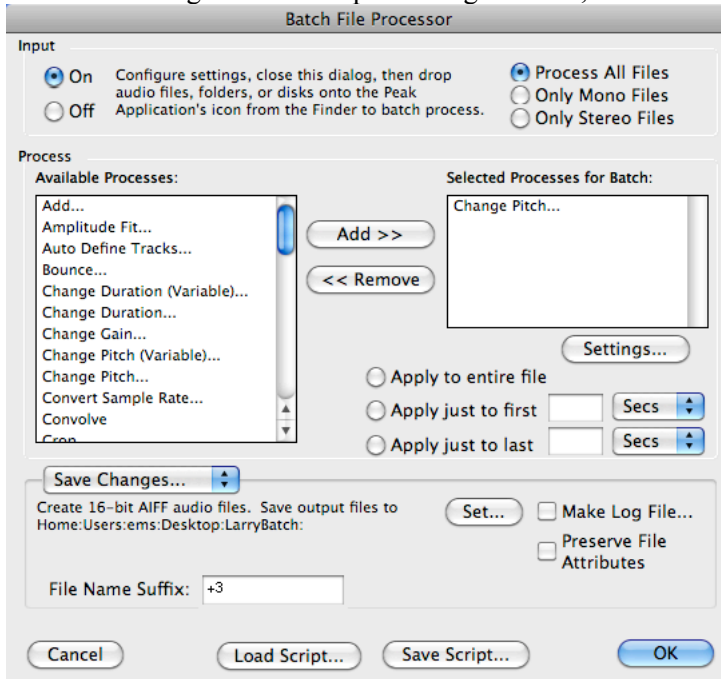 Batch File Processor
Input
On
Off
Configure settings, close this dialog, then drop
audio files, folders, or disks onto the Peak
Application's icon from the Finder to batch process.
Process All Files
Only Mono Files
Only Stereo Files
Process
Available Processes:
Add...
Amplitude Fit...
Auto Define Tracks...
Bounce...
Change Duration (Variable)...
Change Duration...
Change Gain...
Change Pitch (Variable)...
Change Pitch...
Convert Sample Rate...
Convolve
Crop
Add >>
<< Remove
Selected Processes for Batch:
Change Pitch...
Settings...
Apply to entire file
Apply just to first
Secs
Apply just to last
Secs
Save Changes...
Create 16-bit AIFF audio files. Save output files to
Home:Users:ems:Desktop:LarryBatch:
Set...
Make Log File...
Preserve File
Attributes
File Name Suffix: +3
Cancel
Load Script...
Save Script...
OK